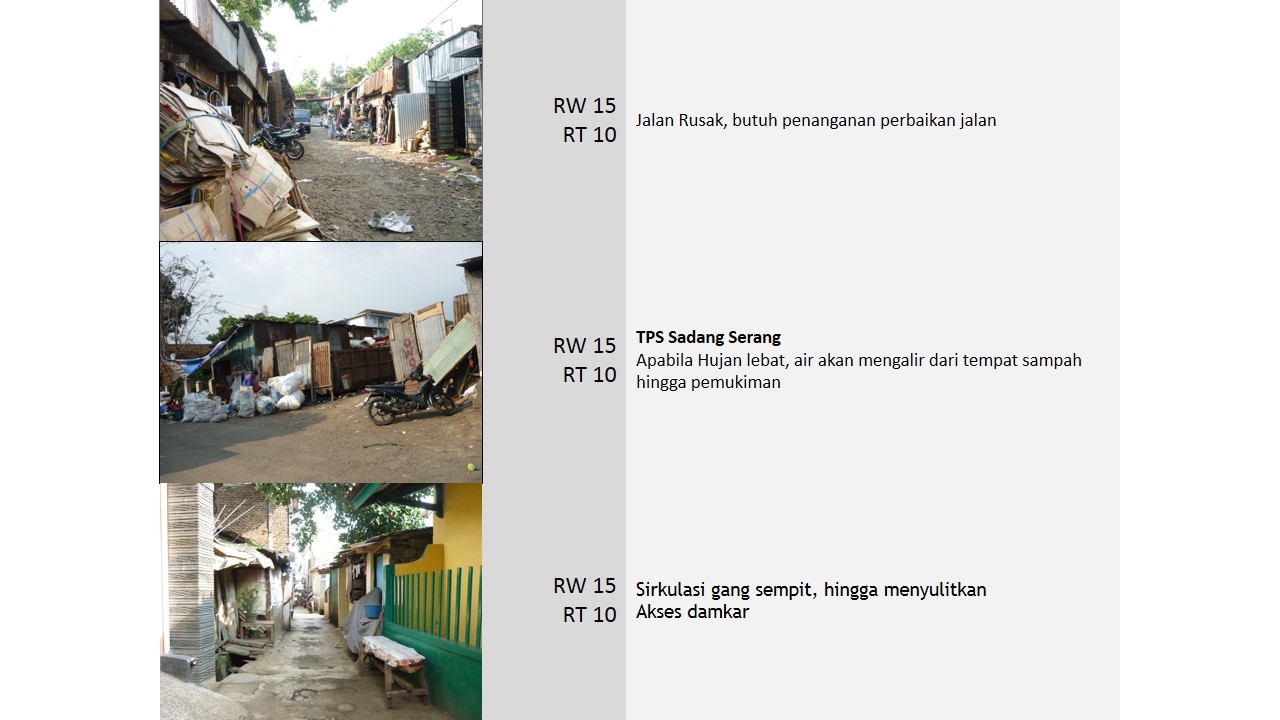 RW 15
RT 10
Jalan Rusak, butuh penanganan perbaikan jalan
RW 15
RT 10
TPS Sadang Serang
Apabila Hujan lebat, air akan mengalir dari tempat sampah
hingga pemukiman
RW 15
RT 10
Sirkulasi gang sempit, hingga menyulitkan
Akses damkar